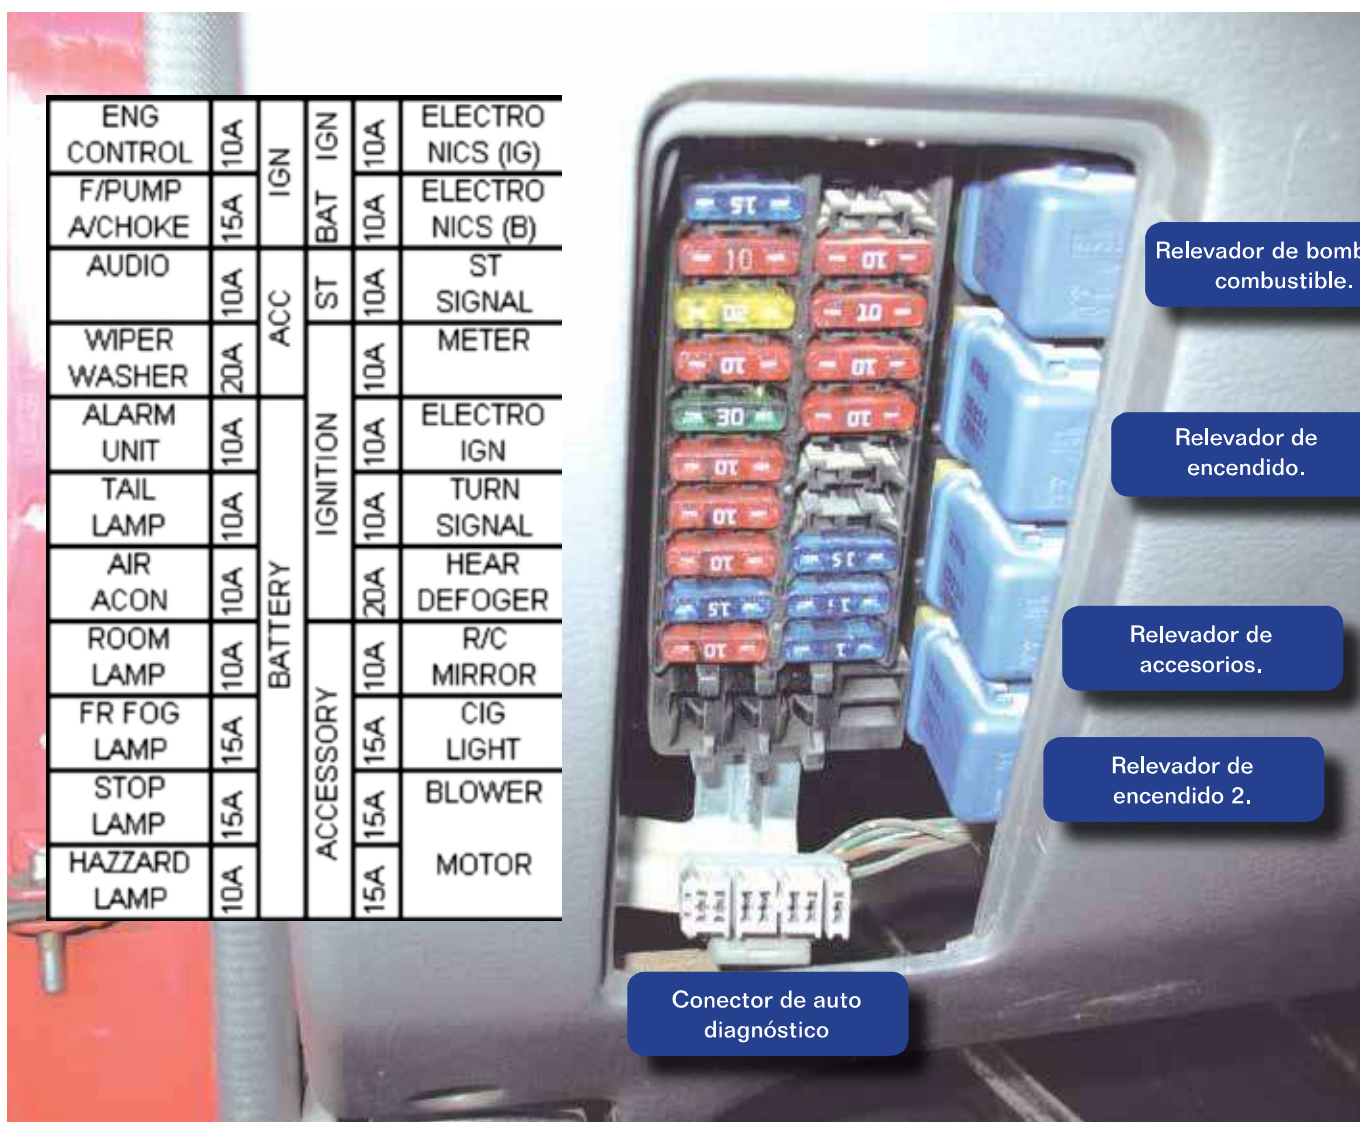 ENG
CONTROL
10A
IGN
IGN
10A
ELECTRO
NICS (IG)
F/PUMP
A/CHOKE
15A
BAT
10A
ELECTRO
NICS (B)
AUDIO
10A
ACC
ST
10A
ST
SIGNAL
WIPER
WASHER
20A
IGNITION
10A
METER
ALARM
UNIT
10A
BATTERY
10A
ELECTRO
IGN
TAIL
LAMP
10A
10A
TURN
SIGNAL
AIR
ACON
10A
20A
HEAR
DEFOGER
ROOM
LAMP
10A
ACCESSORY
10A
R/C
MIRROR
FR FOG
LAMP
15A
15A
CIG
LIGHT
STOP
LAMP
15A
15A
BLOWER
HAZZARD
LAMP
10A
15A
MOTOR
15
10
10
20
10
10
10
30
10
10
10
10
15
15
10
Relevador de bomb
combustible.
Relevador de
encendido.
Relevador de
accesorios.
Relevador de
encendido 2.
Conector de auto
diagnóstico